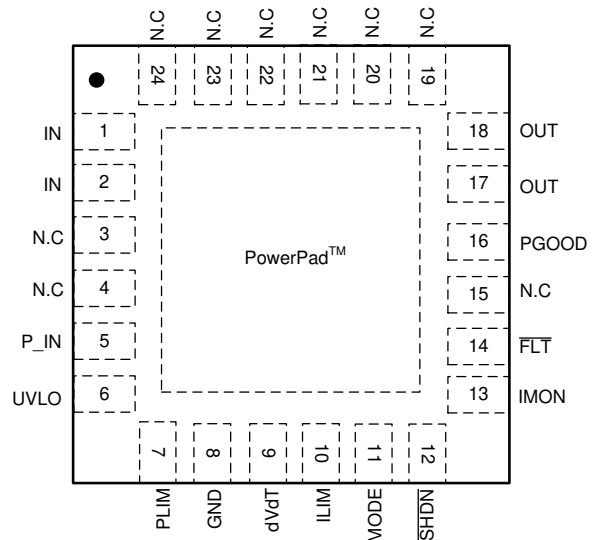 N.C N.C N.C N.C N.C N.C
24 23 22 21 20 19
IN 1 18 OUT
IN 2 17 OUT
N.C 3 16 PGOOD
PowerPad™
N.C 4 15 N.C
P_IN 5 14 FLT
UVLO 6 13 IMON
7 8 9 10 11 12
PLIM GND dVdT ILIM MODE SHDN